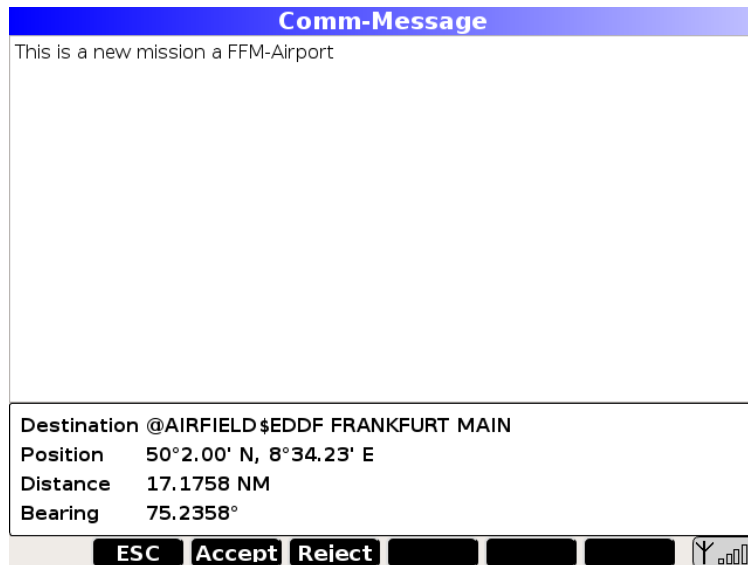 Comm-Message
This is a new mission a FFM-Airport
Destination @AIRFIELD$EDDF FRANKFURT MAIN
Position 50°2.00' N, 8°34.23' E
Distance 17.1758 NM
Bearing 75.2358°
ESC Accept Reject